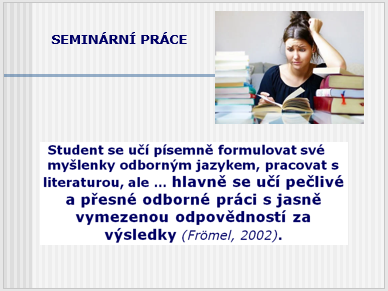 SEMINÁRNÍ PRÁCE
Student se učí písemně formulovat své
myšlenky odborným jazykem, pracovat s
literaturou, ale … hlavně se učí pečlivé
a přesné odborné práci s jasně
vymezenou odpovědností za
výsledky (Frömel, 2002).